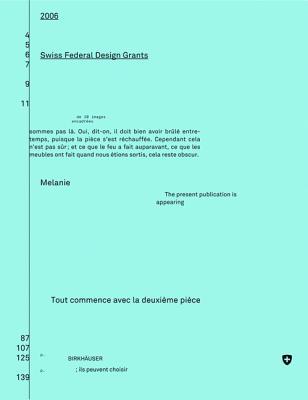 2006
4
5
6 Swiss Federal Design Grants
7
9
11
de 20 images
encadrées
sommes pas là. Oui, dit-on, il doit bien avoir brûlé entre-
temps, puisque la pièce s'est réchauffée. Cependant cela
n'est pas sûr; et ce que le feu a fait auparavant, ce que les
meubles ont fait quand nous étions sortis, cela reste obscur.
Melanie
The present publication is
appearing
Tout commence avec la deuxième pièce
87
107
p.
125 BIRKHÄUSER
p. ; ils peuvent choisir
139